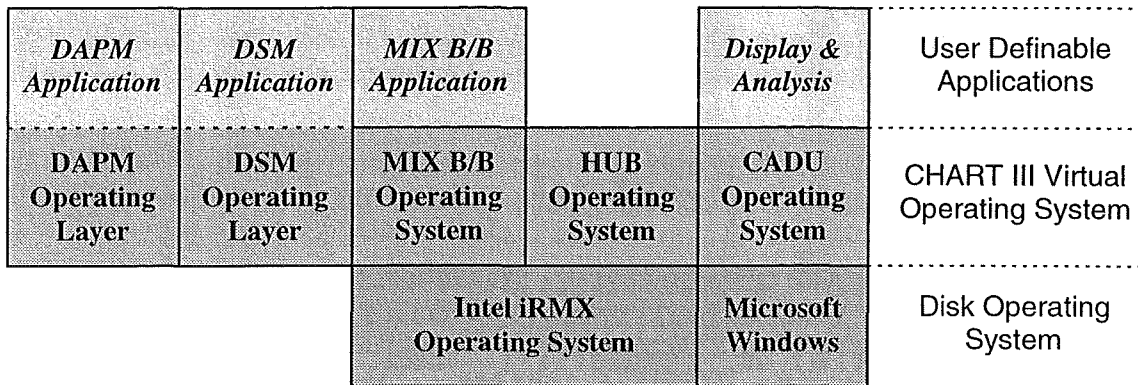 DAPM
Application
DSM
Application
MIX B/B
Application
Display &
Analysis
User Definable
Applications
DAPM
Operating
Layer
DSM
Operating
Layer
MIX B/B
Operating
System
HUB
Operating
System
CADU
Operating
System
CHART III Virtual
Operating System
Intel iRMX
Operating System
Microsoft
Windows
Disk Operating
System